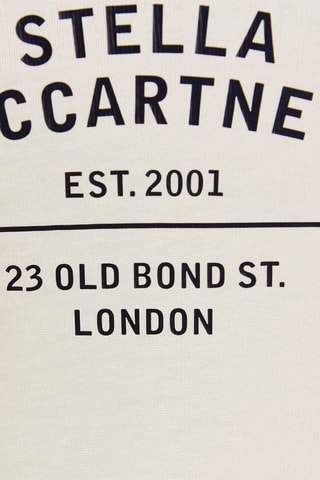 STELLA
CCARTNE
EST. 2001
23 OLD BOND ST.
LONDON